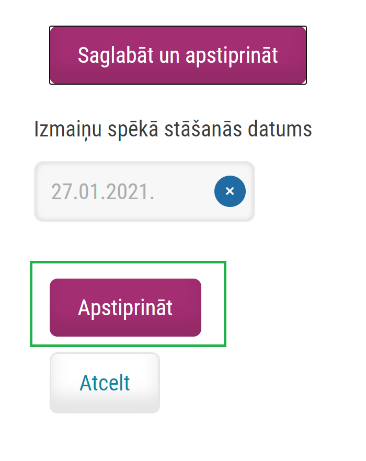 Saglabāt un apstiprināt
Izmaiņu spēkā stāšanās datums
27.01.2021.
Apstiprināt
Atcelt